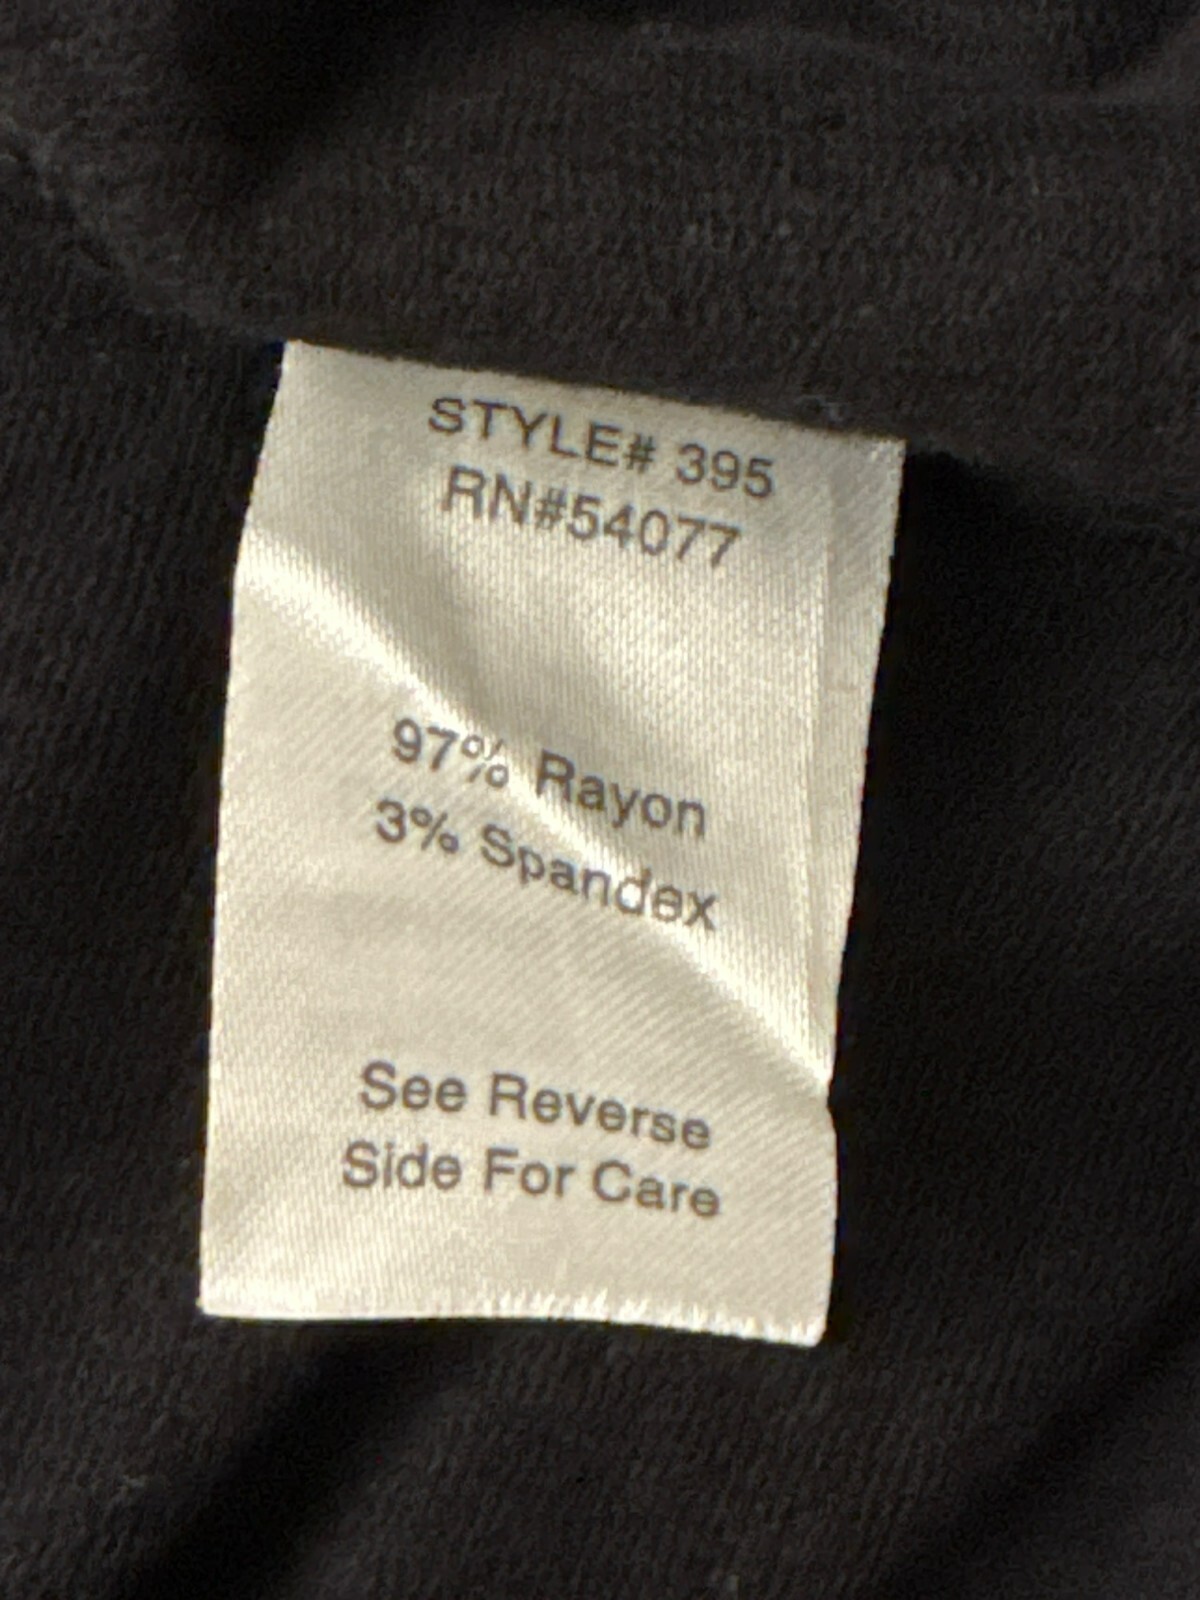 STYLE# 395
RN#54077
97% Rayon
3% Spandex
See Reverse
Side For Care